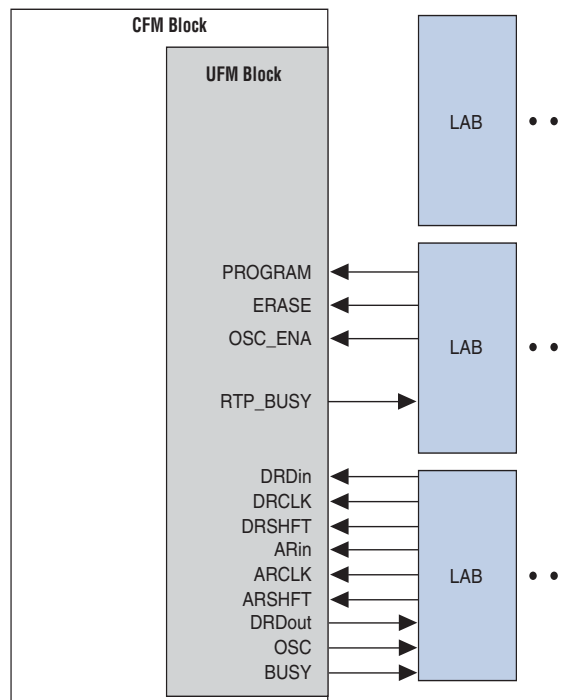 CFM Block
UFM Block
LAB
PROGRAM
ERASE
OSC_ENA
LAB
RTP_BUSY
DRDin
DRCLK
DRSHFT
ARin
ARCLK
LAB
ARSHFT
DRDout
OSC
BUSY